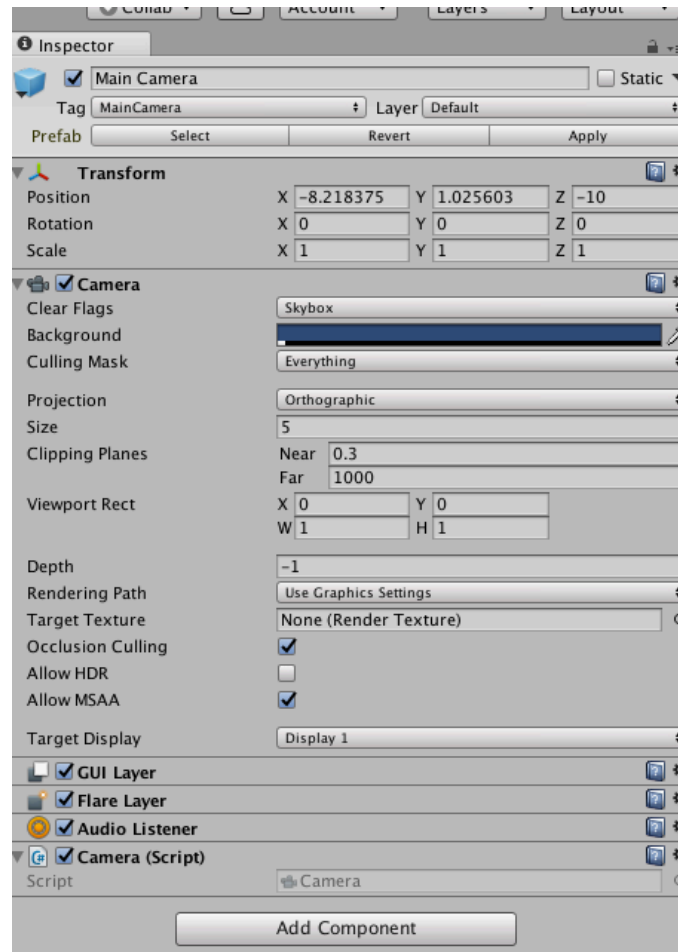 Collab Account Layers Layout
Inspector
Main Camera Static
Tag MainCamera Layer Default
Prefab Select Revert Apply
Transform
Position X -8.218375 Y 1.025603 Z -10
Rotation X 0 Y 0 Z 0
Scale X 1 Y 1 Z 1
Camera
Clear Flags Skybox
Background
Culling Mask Everything
Projection Orthographic
Size 5
Clipping Planes Near 0.3
Far 1000
Viewport Rect X 0 Y 0
W 1 H 1
Depth -1
Rendering Path Use Graphics Settings
Target Texture None (Render Texture)
Occlusion Culling
Allow HDR
Allow MSAA
Target Display Display 1
GUI Layer
Flare Layer
Audio Listener
C# Camera (Script)
Script Camera
Add Component